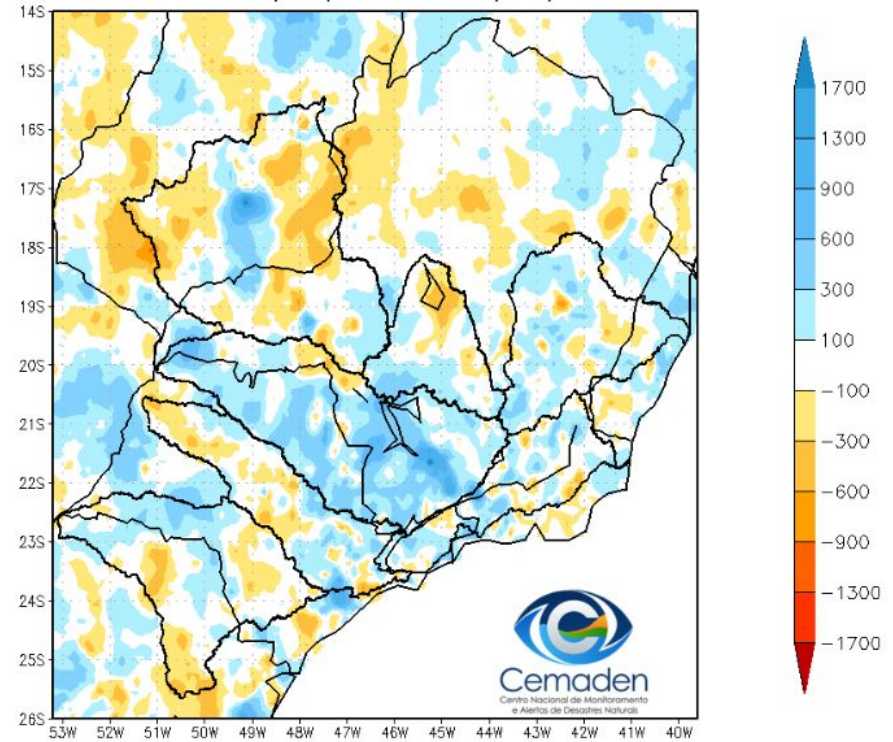 14S
15S
16S
17S
18S
19S
20S
21S
22S
23S
24S
25S
26S
53W 52W 51W 50W 49W 48W 47W 46W 45W 44W 43W 42W 41W 40W
1700
1300
900
600
300
100
−100
−300
−600
−900
−1300
−1700
Cemaden
Centro Nacional de Monitoramento
e Alertas de Desastres Naturais